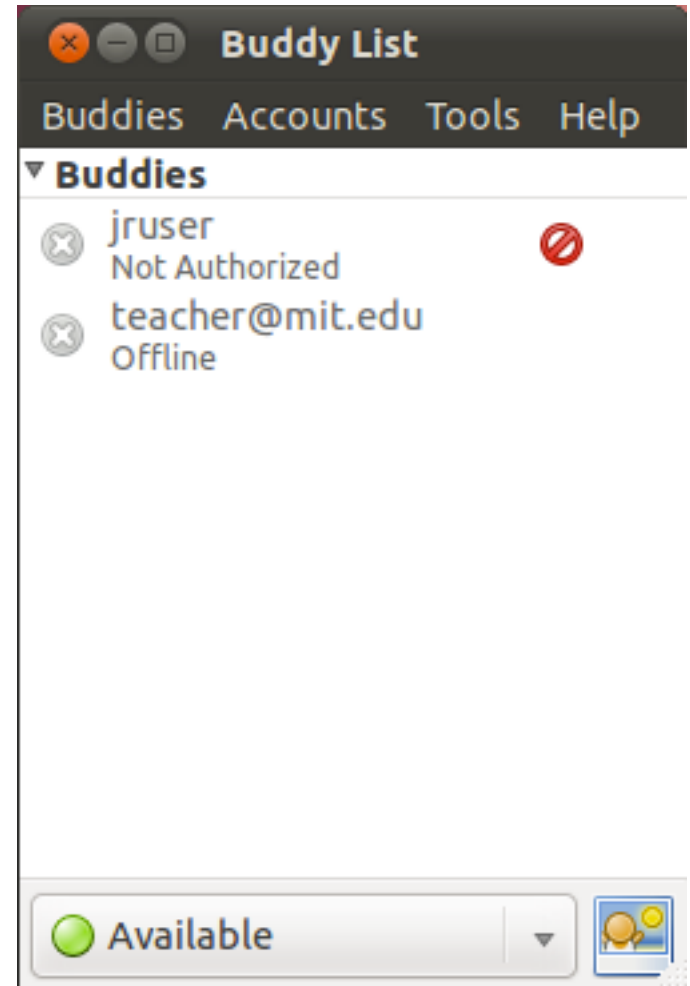 Buddy List
Buddies Accounts Tools Help
Buddies
jruser
Not Authorized
teacher@mit.edu
Offline
Available